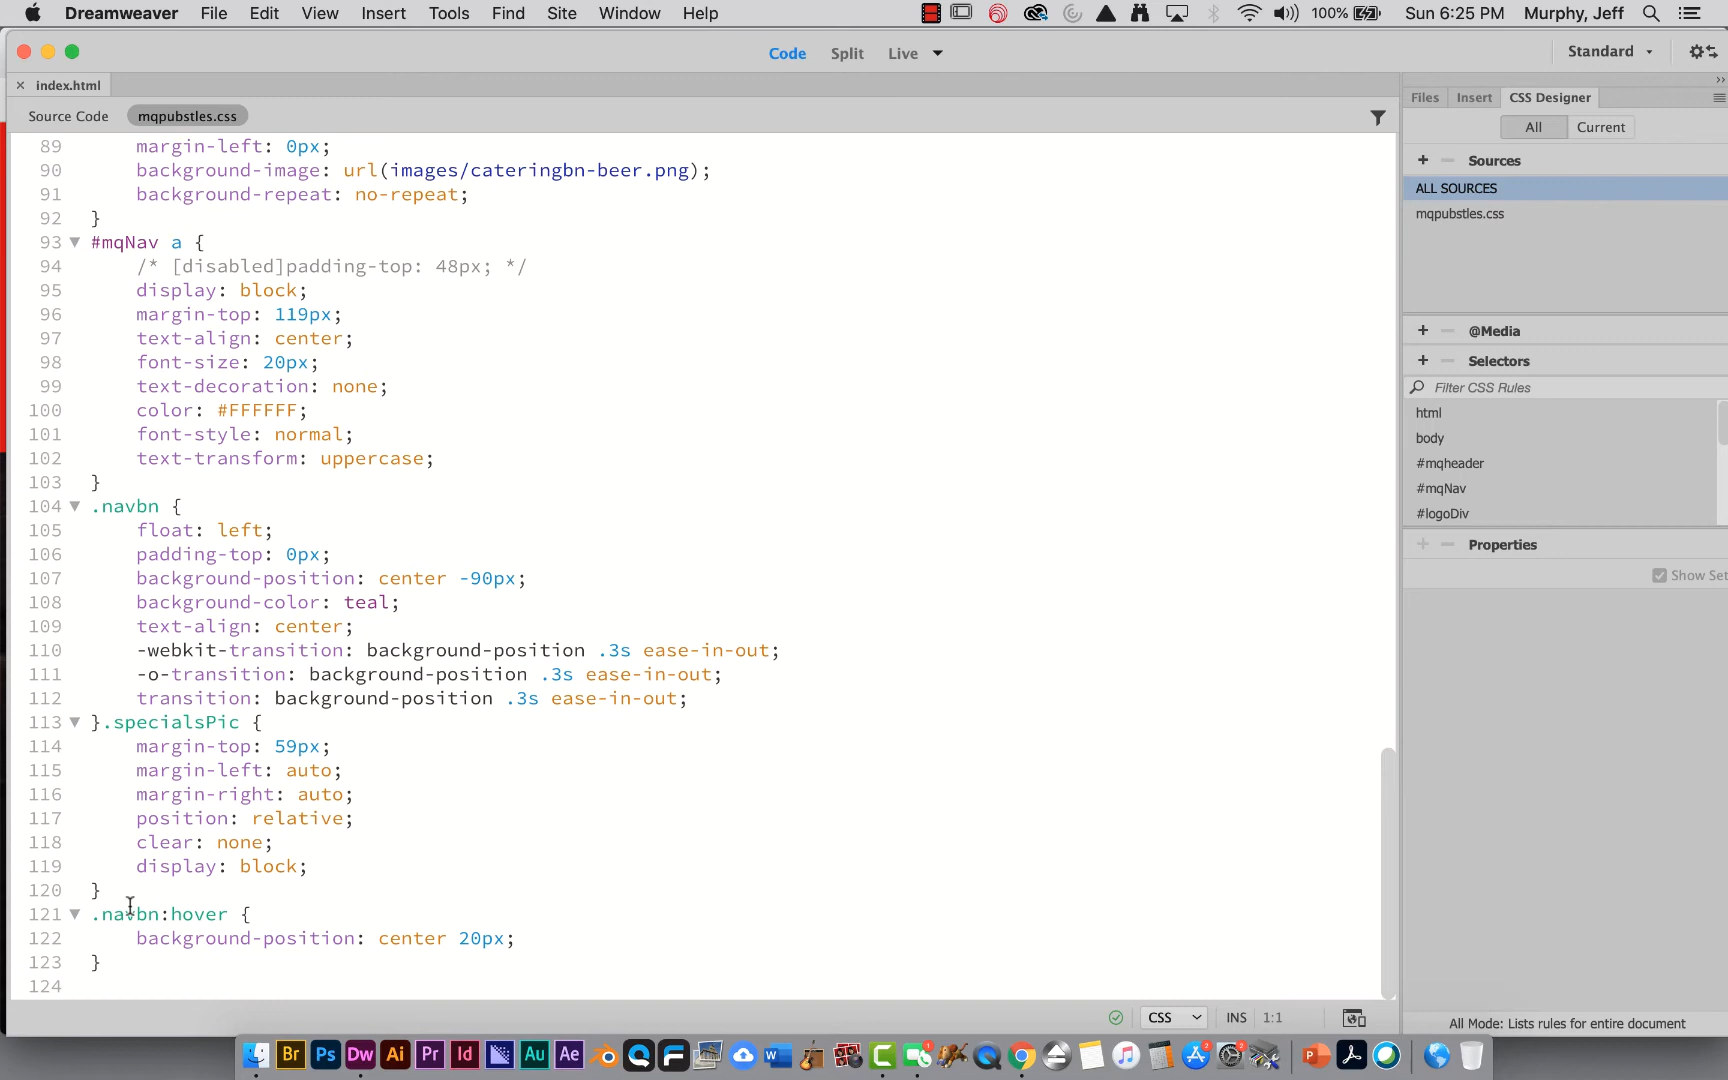 Dreamweaver File Edit View Insert Tools Find Site Window Help 100% Sun 6:25 PM Murphy, Jeff
Code Split Live Standard
index.html
Source Code mqpubstles.css
89 margin-left: 0px;
90 background-image: url(images/cateringbn-beer.png);
91 background-repeat: no-repeat;
92 }
93 #mqNav a {
94 /* [disabled]padding-top: 48px; */
95 display: block;
96 margin-top: 119px;
97 text-align: center;
98 font-size: 20px;
99 text-decoration: none;
100 color: #FFFFFF;
101 font-style: normal;
102 text-transform: uppercase;
103 }
104 .navbn {
105 float: left;
106 padding-top: 0px;
107 background-position: center -90px;
108 background-color: teal;
109 text-align: center;
110 -webkit-transition: background-position .3s ease-in-out;
111 -o-transition: background-position .3s ease-in-out;
112 transition: background-position .3s ease-in-out;
113 }.specialsPic {
114 margin-top: 59px;
115 margin-left: auto;
116 margin-right: auto;
117 position: relative;
118 clear: none;
119 display: block;
120 }
121 .navbn:hover {
122 background-position: center 20px;
123 }
124
CSS INS 1:1
Files Insert CSS Designer
All Current
+ − Sources
ALL SOURCES
mqpubstles.css
+ − @Media
+ − Selectors
Filter CSS Rules
html
body
#mqheader
#mqNav
#logoDiv
+ − Properties
Show Set
All Mode: Lists rules for entire document
Br Ps Dw Ai Pr Id Au Ae